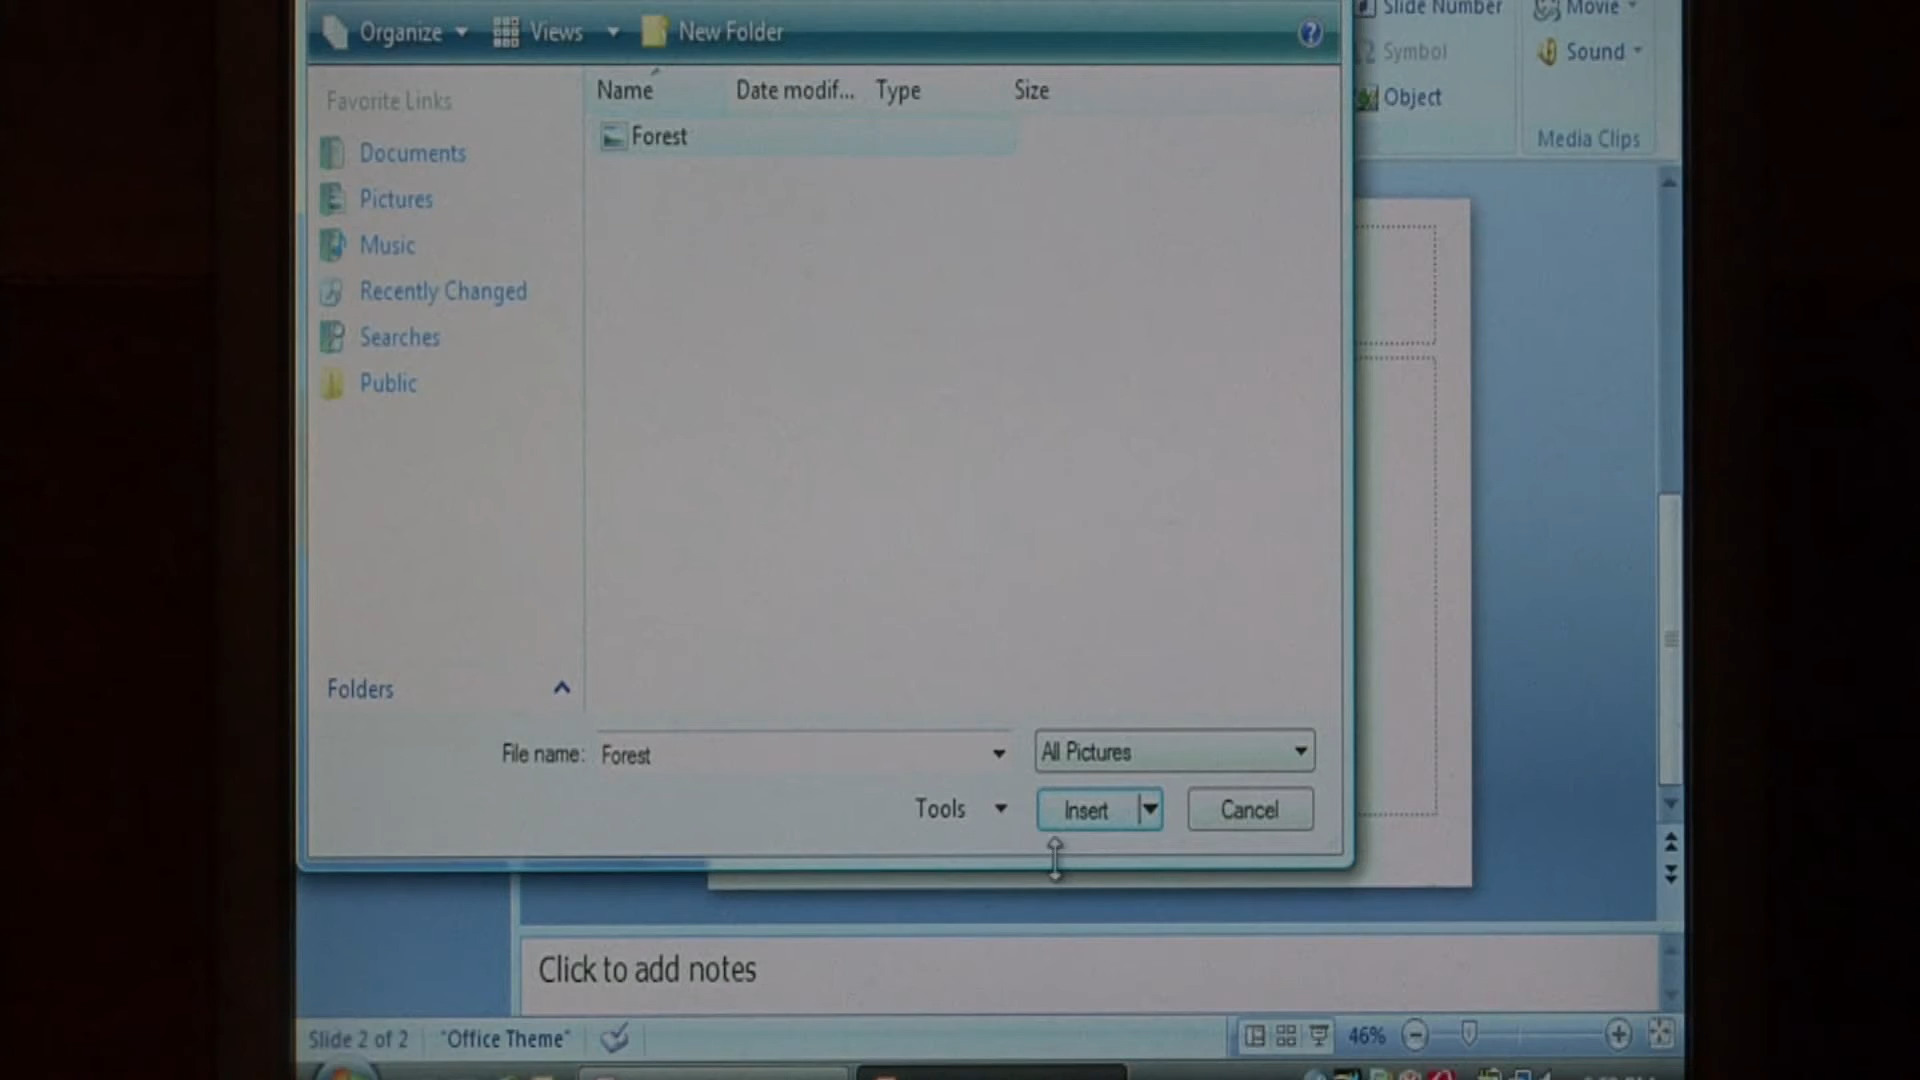 Organize Views New Folder
Slide Number
Movie
Symbol
Sound
Object
Media Clips
Favorite Links
Name Date modif... Type Size
Documents
Forest
Pictures
Music
Recently Changed
Searches
Public
Folders
File name: Forest All Pictures
Tools Insert Cancel
Click to add notes
Slide 2 of 2 "Office Theme" 46%